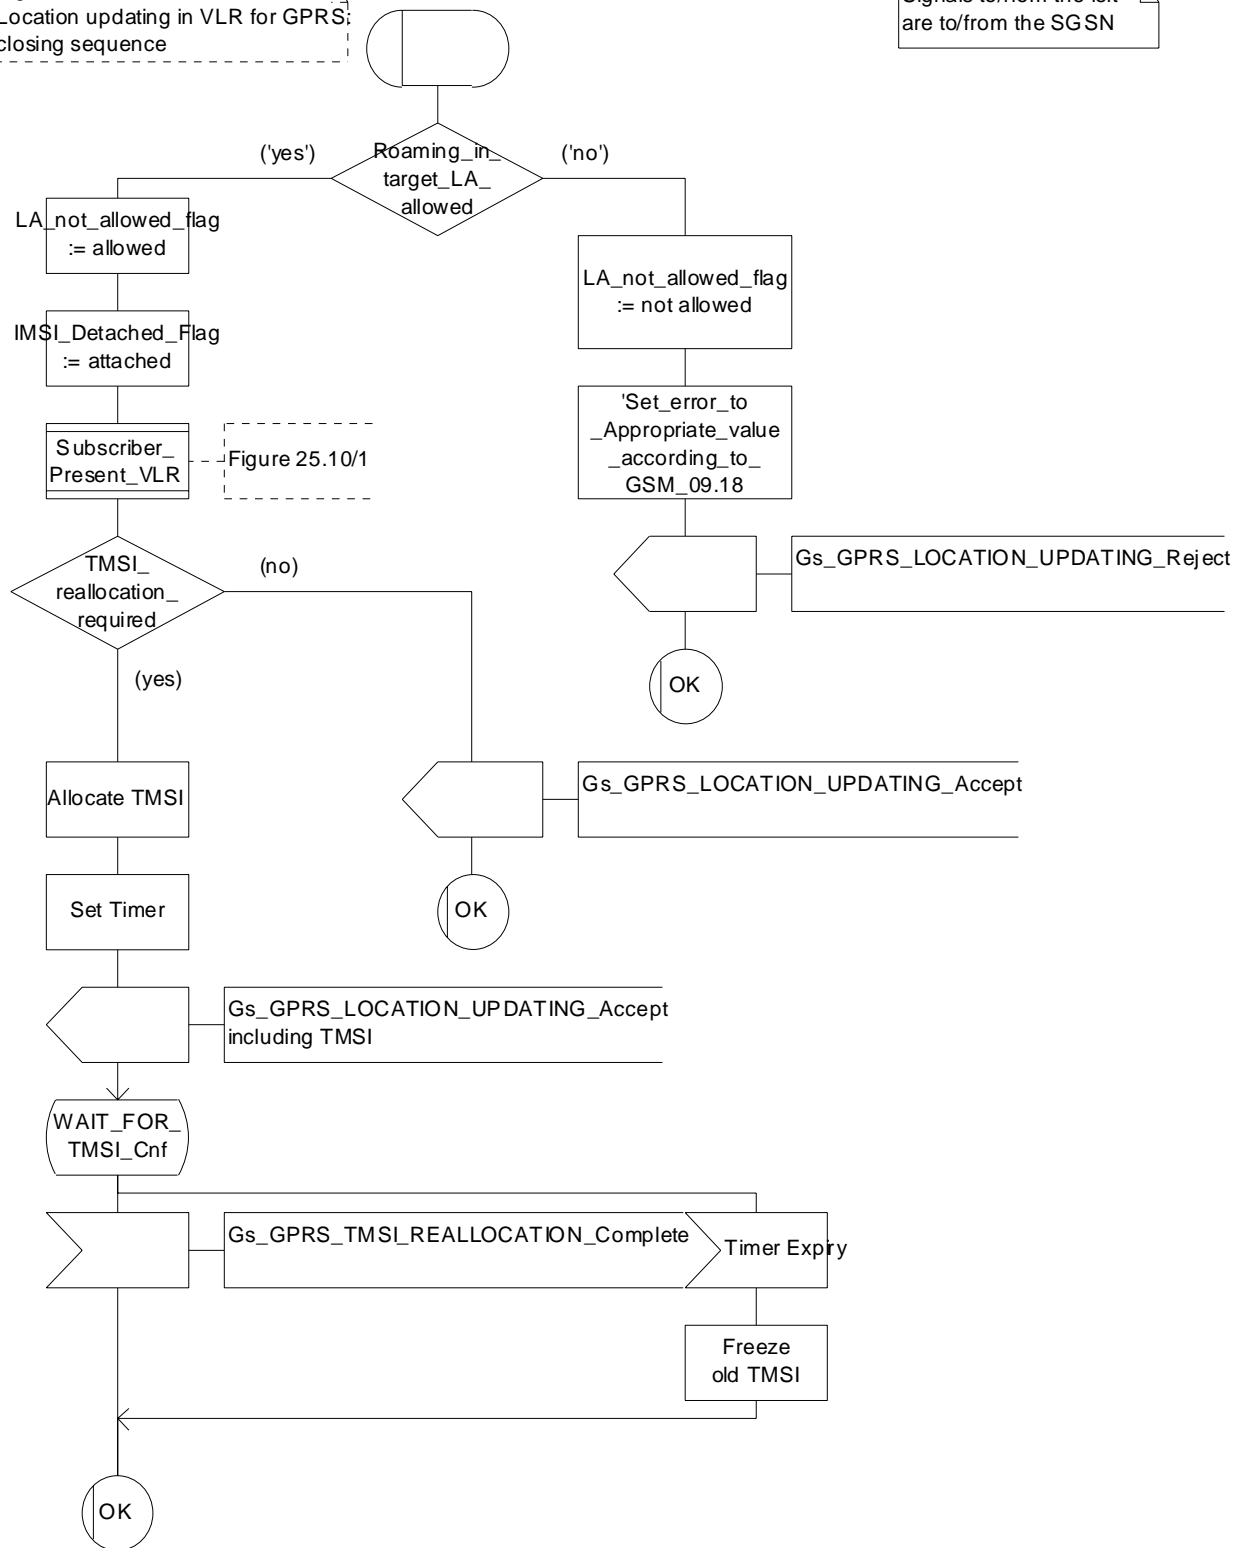 Location updating in VLR for GPRS:
closing sequence
are to/from the SGSN
('yes')
Roaming_in_
target_LA_
allowed
('no')
LA_not_allowed_flag
:= allowed
LA_not_allowed_flag
:= not allowed
IMSI_Detached_Flag
:= attached
'Set_error_to
_Appropriate_value
_according_to_
GSM_09.18
Subscriber_
Present_VLR
Figure 25.10/1
Gs_GPRS_LOCATION_UPDATING_Reject
TMSI_
reallocation_
required
(no)
(yes)
OK
Allocate TMSI
Gs_GPRS_LOCATION_UPDATING_Accept
Set Timer
OK
Gs_GPRS_LOCATION_UPDATING_Accept
including TMSI
WAIT_FOR_
TMSI_Cnf
Gs_GPRS_TMSI_REALLOCATION_Complete
Timer Expiry
Freeze
old TMSI
OK